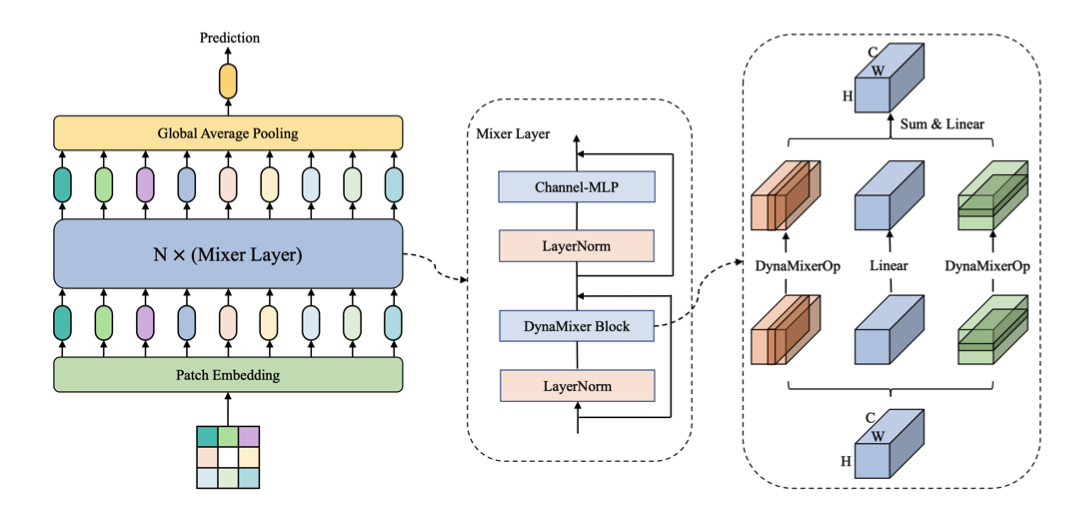 Prediction
Global Average Pooling
N × (Mixer Layer)
Patch Embedding
Mixer Layer
Channel-MLP
LayerNorm
DynaMixer Block
LayerNorm
C
W
H
Sum & Linear
DynaMixerOp
Linear
DynaMixerOp
C
W
H